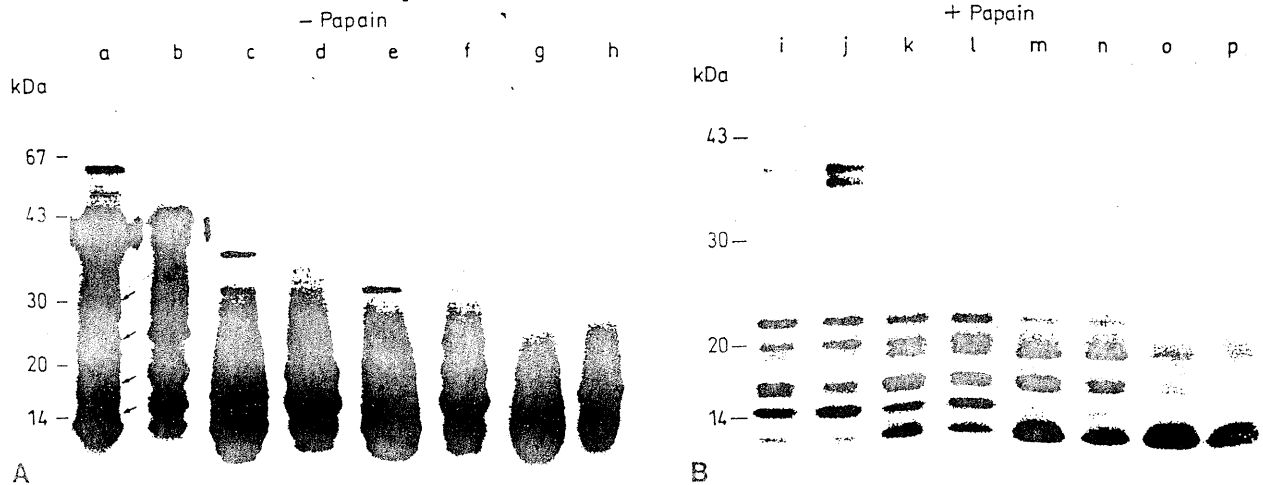 − Papain
a b c d e f g h
kDa
67 −
43 −
30 −
20 −
14 −
A
+ Papain
i j k l m n o p
kDa
43 −
30 −
20 −
14 −
B